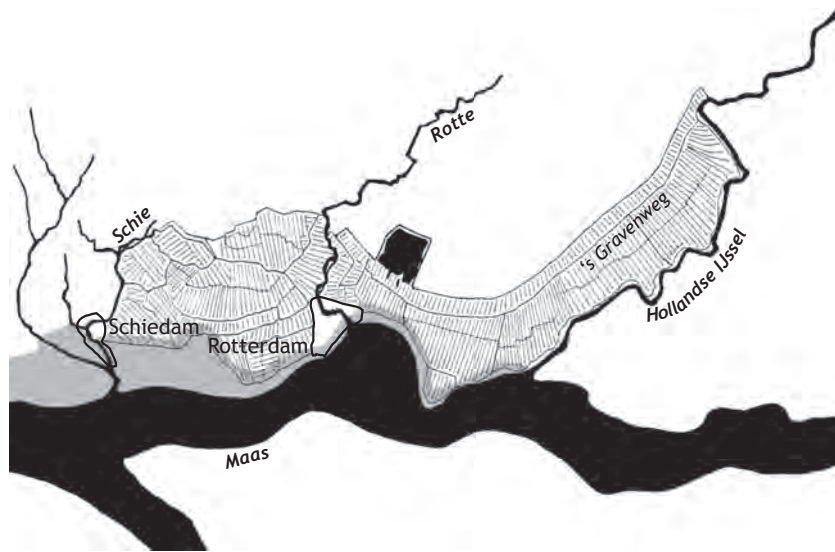 Rotte
Schie
's Gravenweg
Hollandse IJssel
Schiedam
Rotterdam
Maas